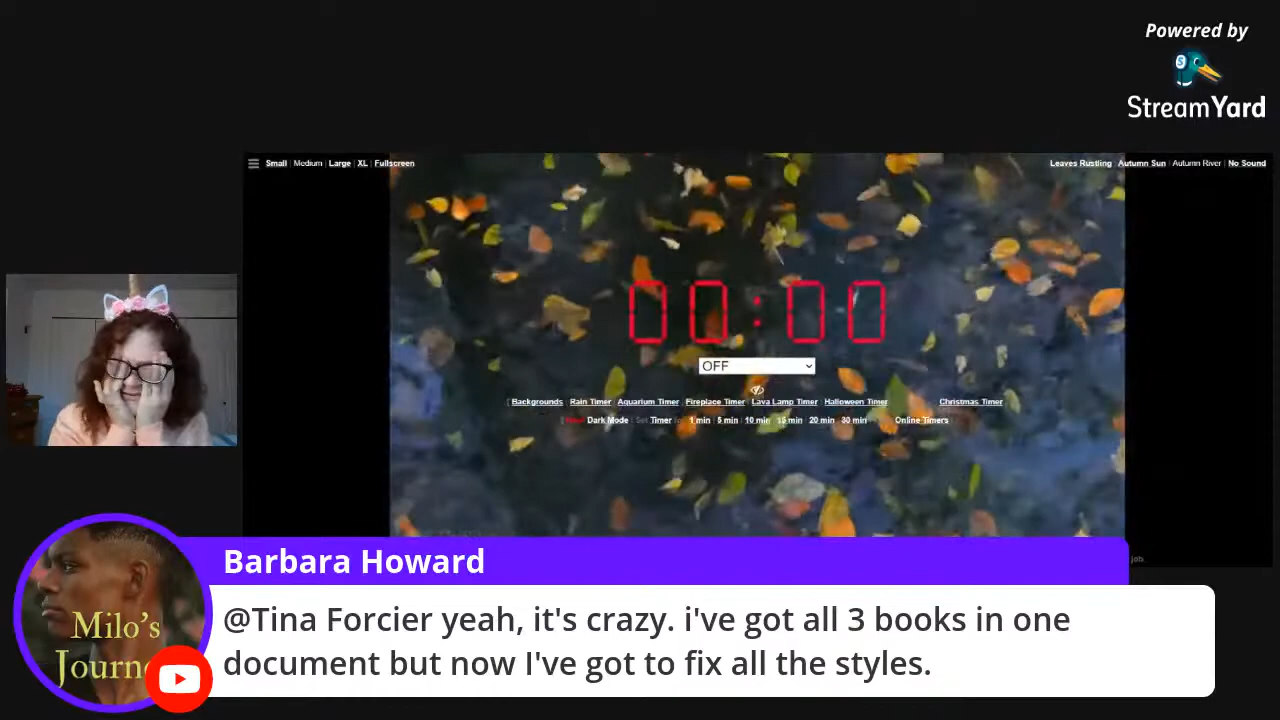 Powered by
StreamYard
Small | Medium | Large | XL | Fullscreen
Leaves Rustling | Autumn Sun | Autumn River | No Sound
00:00
OFF
Backgrounds Rain Timer Aquarium Timer Fireplace Timer Lava Lamp Timer Halloween Timer Christmas Timer
Dark Mode Set Timer 1 min 5 min 10 min 15 min 20 min 30 min Online Timers
Barbara Howard
@Tina Forcier yeah, it's crazy. i've got all 3 books in one
document but now I've got to fix all the styles.
Milo's